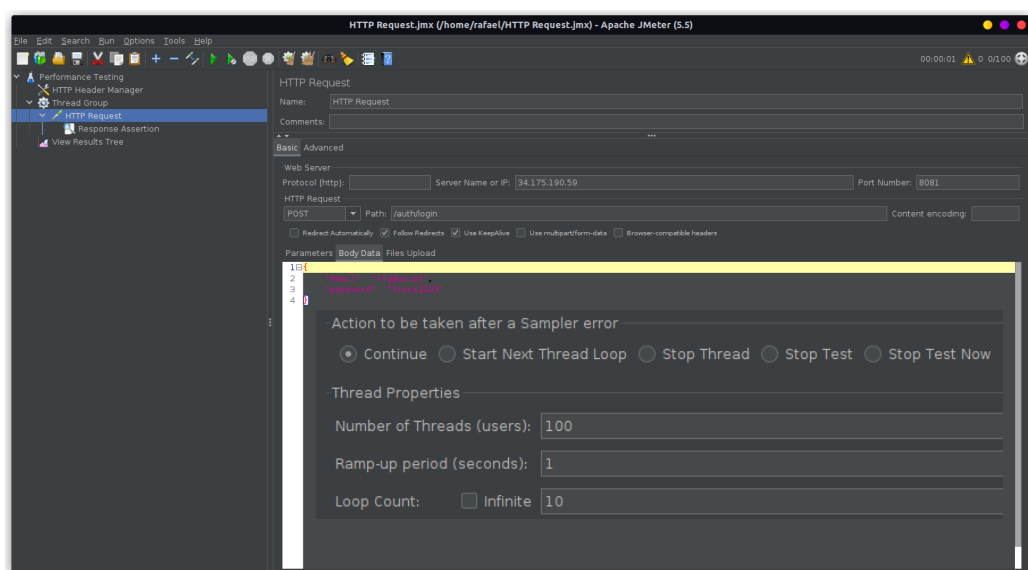 HTTP Request.jmx (/home/rafael/HTTP Request.jmx) - Apache JMeter (5.5)
File Edit Search Run Options Tools Help
00:00:01 0 0/100
Performance Testing
HTTP Header Manager
Thread Group
HTTP Request
Response Assertion
View Results Tree
HTTP Request
Name: HTTP Request
Comments:
Basic Advanced
Web Server
Protocol [http]: Server Name or IP: 34.175.190.59 Port Number: 8081
HTTP Request
POST Path: /auth/login Content encoding:
Redirect Automatically Follow Redirects Use KeepAlive Use multipart/form-data Browser-compatible headers
Parameters Body Data Files Upload
1 {
2
3 "password":
4 }
Action to be taken after a Sampler error
Continue Start Next Thread Loop Stop Thread Stop Test Stop Test Now
Thread Properties
Number of Threads (users): 100
Ramp-up period (seconds): 1
Loop Count: Infinite 10